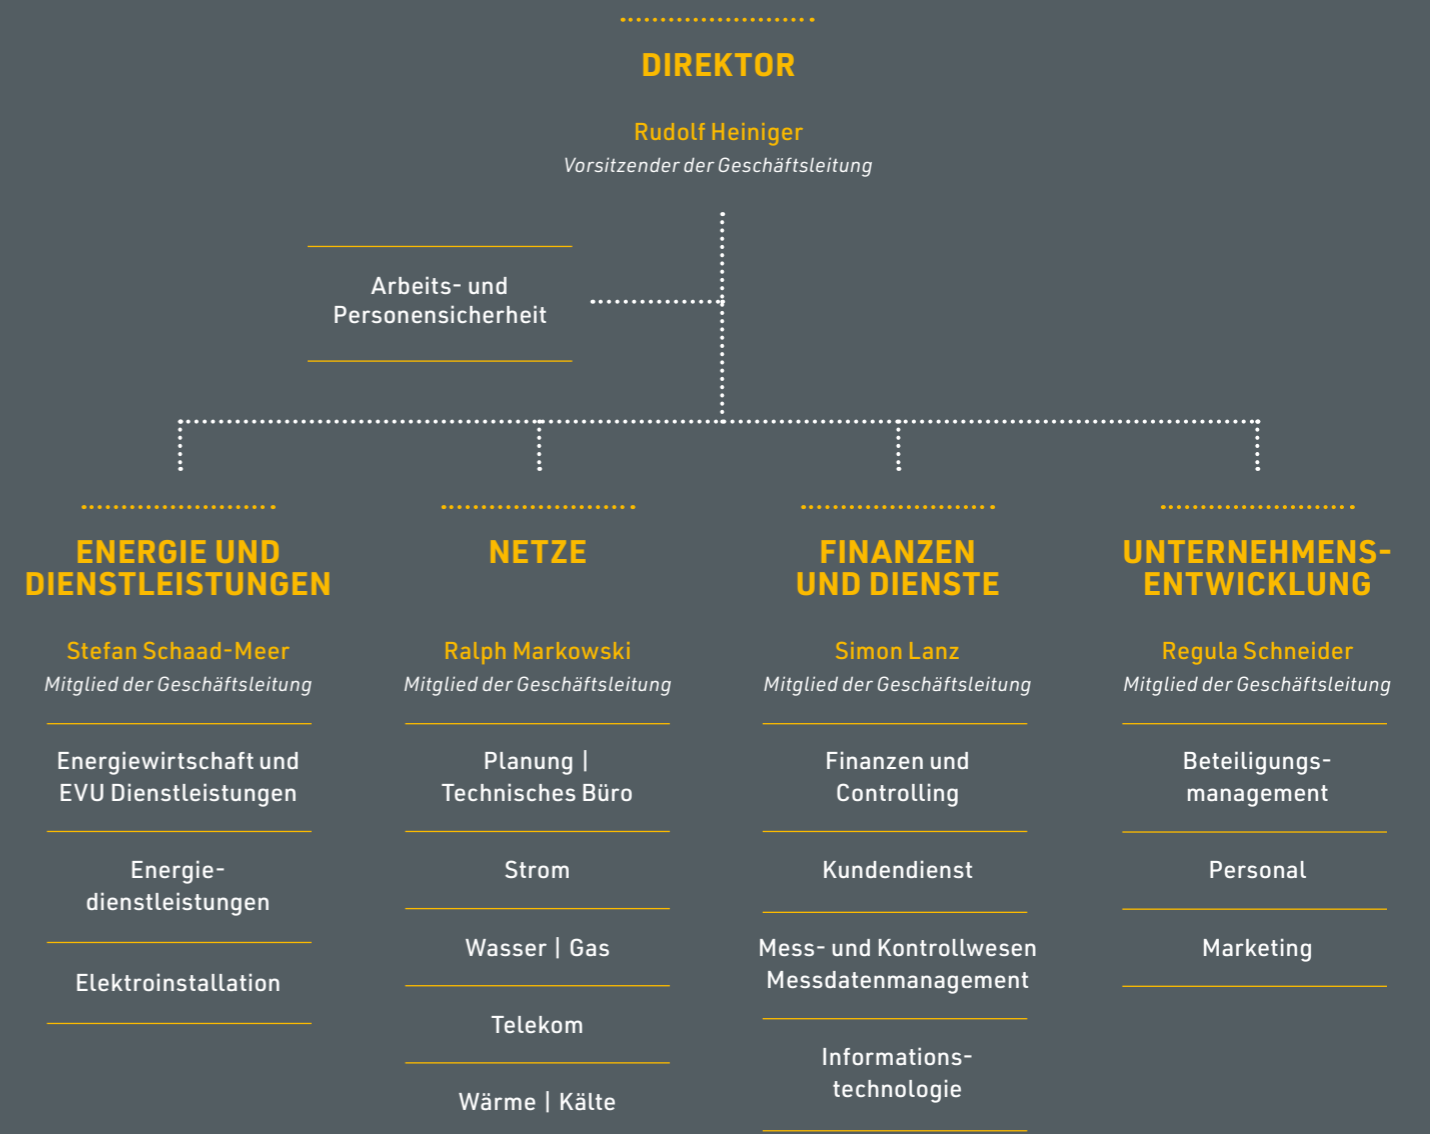 DIREKTOR
Rudolf Heiniger
Vorsitzender der Geschäftsleitung
Arbeits- und
Personensicherheit
ENERGIE UND
DIENSTLEISTUNGEN
Stefan Schaad-Meer
Mitglied der Geschäftsleitung
Energiewirtschaft und
EVU Dienstleistungen
Energie-
dienstleistungen
Elektroinstallation
NETZE
Ralph Markowski
Mitglied der Geschäftsleitung
Planung |
Technisches Büro
Strom
Wasser | Gas
Telekom
Wärme | Kälte
FINANZEN
UND DIENSTE
Simon Lanz
Mitglied der Geschäftsleitung
Finanzen und
Controlling
Kundendienst
Mess- und Kontrollwesen
Messdatenmanagement
Informations-
technologie
UNTERNEHMENS-
ENTWICKLUNG
Regula Schneider
Mitglied der Geschäftsleitung
Beteiligungs-
management
Personal
Marketing